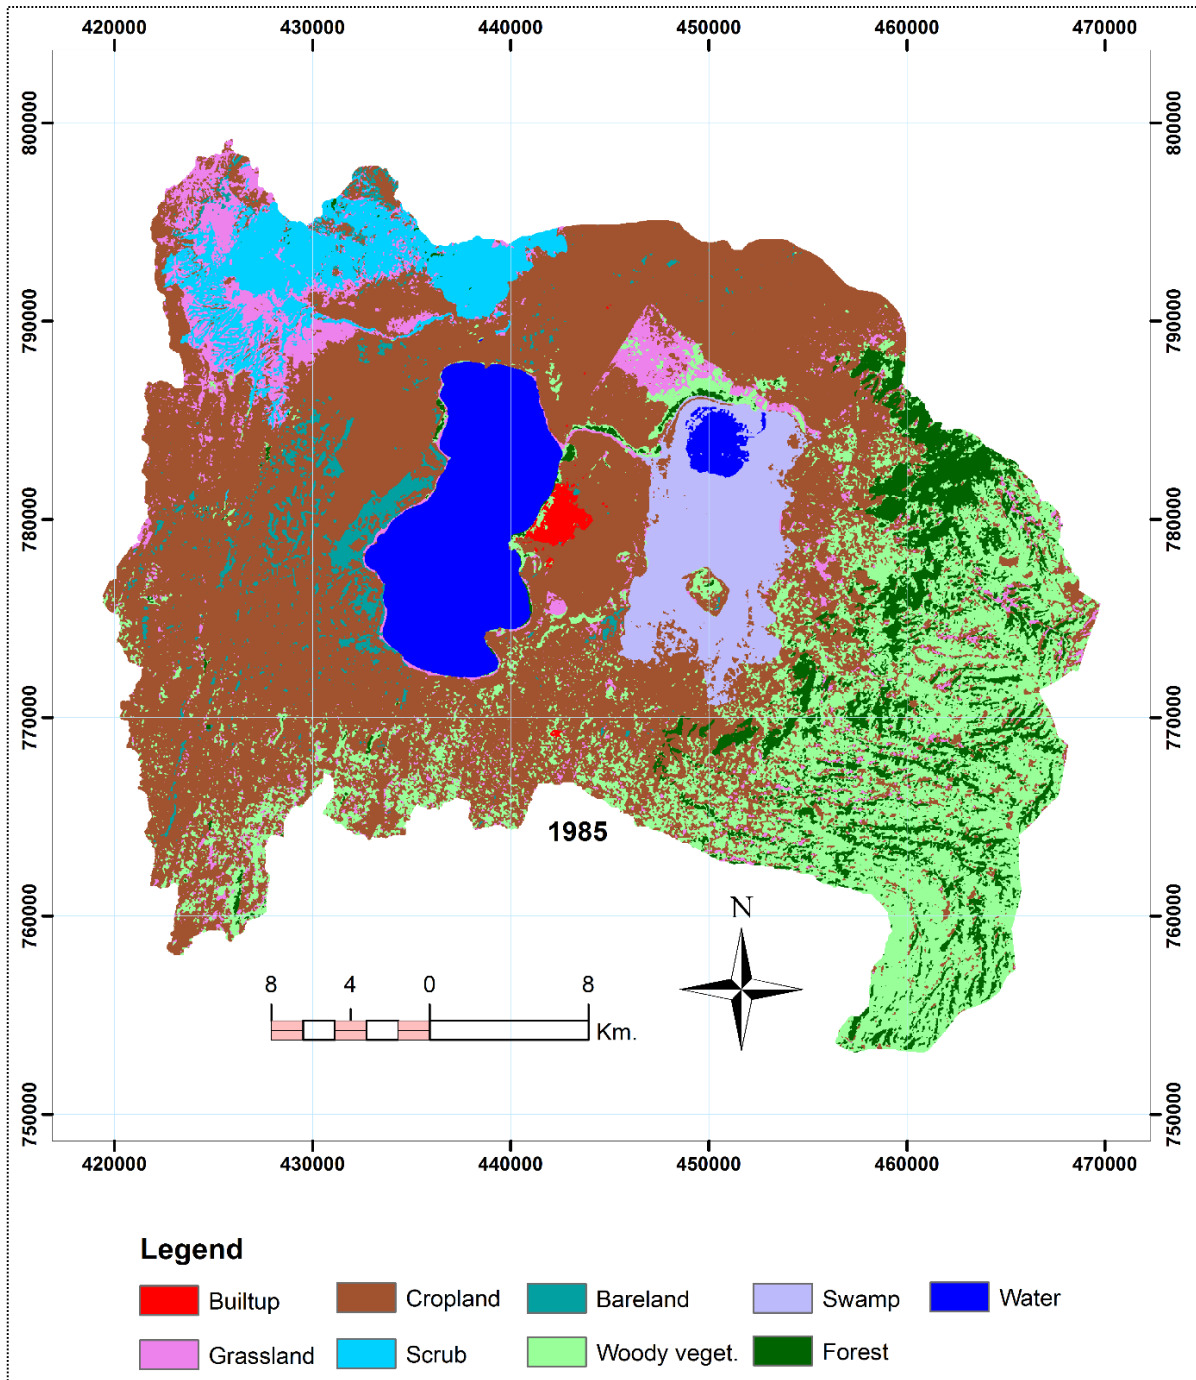 420000 430000 440000 450000 460000 470000
800000 800000
790000 790000
780000 780000
770000 770000
1985
760000 760000
N
8 4 0 8
Km.
750000 750000
420000 430000 440000 450000 460000 470000
Legend
Builtup Cropland Bareland Swamp Water
Grassland Scrub Woody veget. Forest